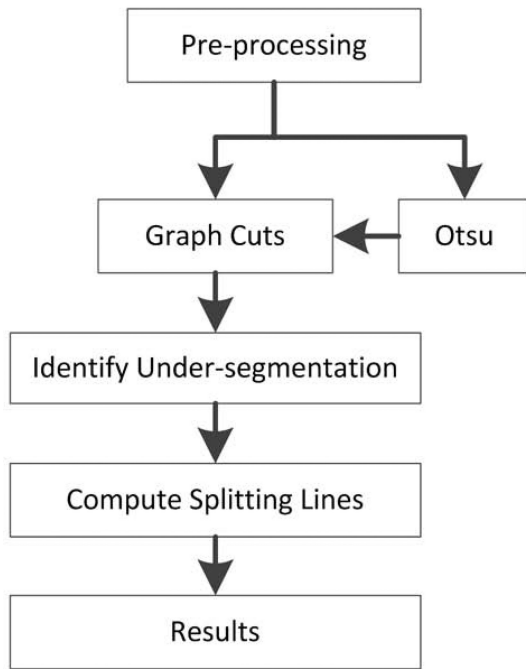 Pre-processing
Graph Cuts
Otsu
Identify Under-segmentation
Compute Splitting Lines
Results